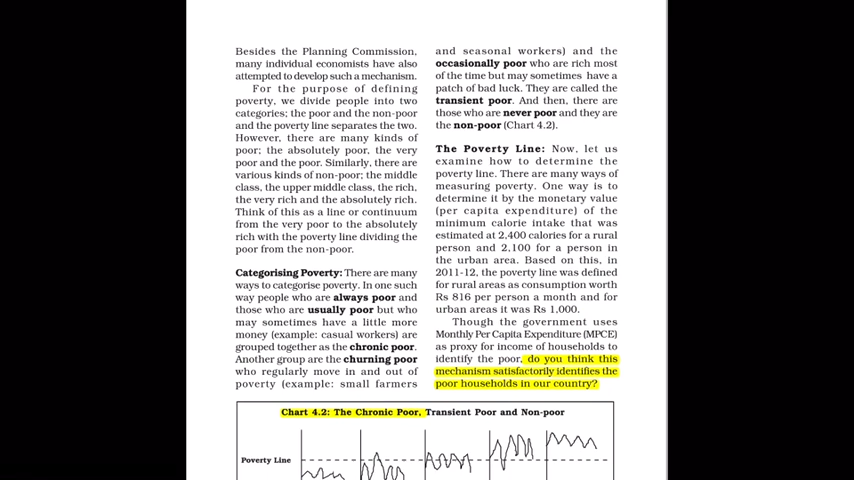 Besides the Planning Commission,
many individual economists have also
attempted to develop such a mechanism.
For the purpose of defining
poverty, we divide people into two
categories; the poor and the non-poor
and the poverty line separates the two.
However, there are many kinds of
poor; the absolutely poor, the very
poor and the poor. Similarly, there are
various kinds of non-poor; the middle
class, the upper middle class, the rich,
the very rich and the absolutely rich.
Think of this as a line or continuum
from the very poor to the absolutely
rich with the poverty line dividing the
poor from the non-poor.
Categorising Poverty: There are many
ways to categorise poverty. In one such
way people who are always poor and
those who are usually poor but who
may sometimes have a little more
money (example: casual workers) are
grouped together as the chronic poor.
Another group are the churning poor
who regularly move in and out of
poverty (example: small farmers
and seasonal workers) and the
occasionally poor who are rich most
of the time but may sometimes have a
patch of bad luck. They are called the
transient poor. And then, there are
those who are never poor and they are
the non-poor (Chart 4.2).
The Poverty Line: Now, let us
examine how to determine the
poverty line. There are many ways of
measuring poverty. One way is to
determine it by the monetary value
(per capita expenditure) of the
minimum calorie intake that was
estimated at 2,400 calories for a rural
person and 2,100 for a person in
the urban area. Based on this, in
2011-12, the poverty line was defined
for rural areas as consumption worth
Rs 816 per person a month and for
urban areas it was Rs 1,000.
Though the government uses
Monthly Per Capita Expenditure (MPCE)
as proxy for income of households to
identify the poor, do you think this
mechanism satisfactorily identifies the
poor households in our country?
Chart 4.2: The Chronic Poor, Transient Poor and Non-poor
Poverty Line